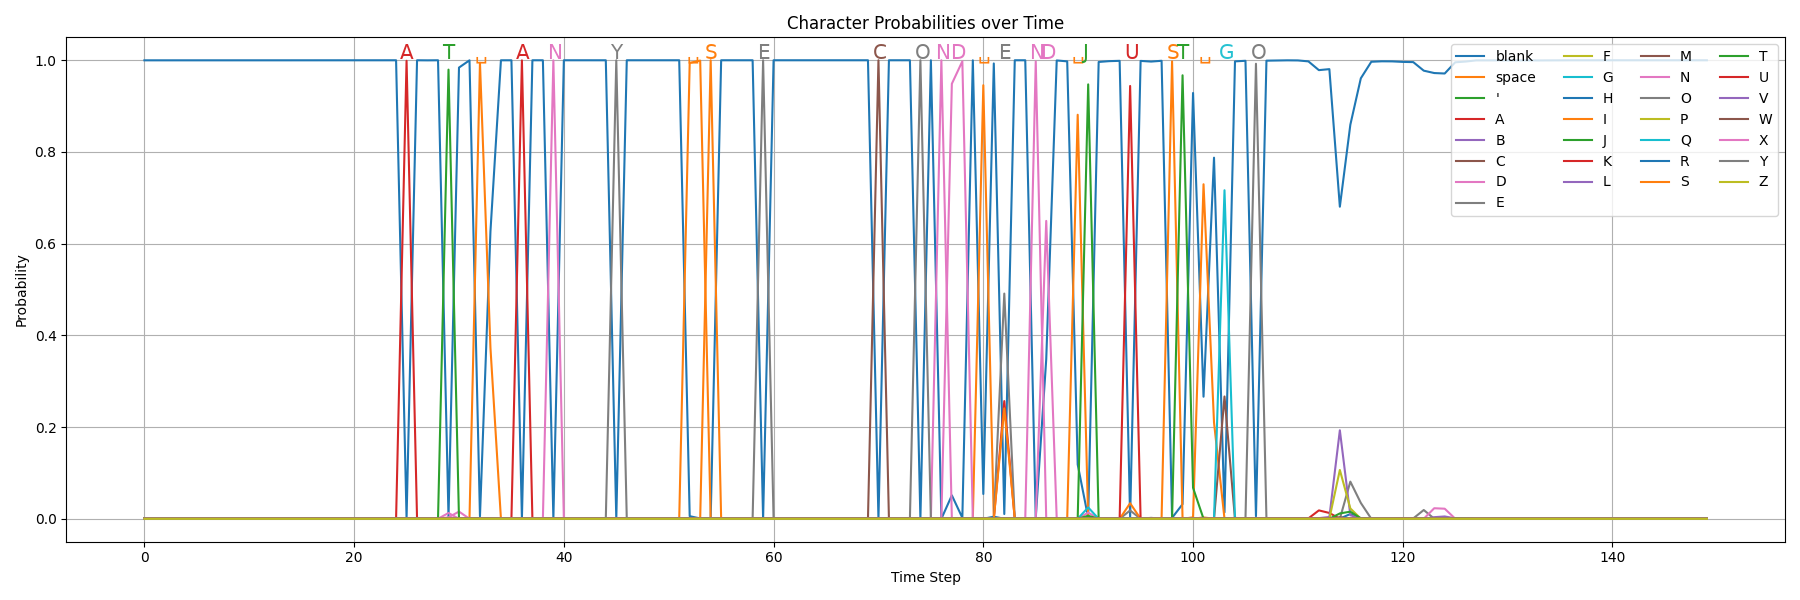 Character Probabilities over Time
A T ␣ A N Y ␣ S E C O N D ␣ E N D ␣ J U S T ␣ G O
Probability
1.0
0.8
0.6
0.4
0.2
0.0
0 20 40 60 80 100 120 140
Time Step
blank F M T
space G N U
' H O V
A I P W
B J Q X
C K R Y
D L S Z
E